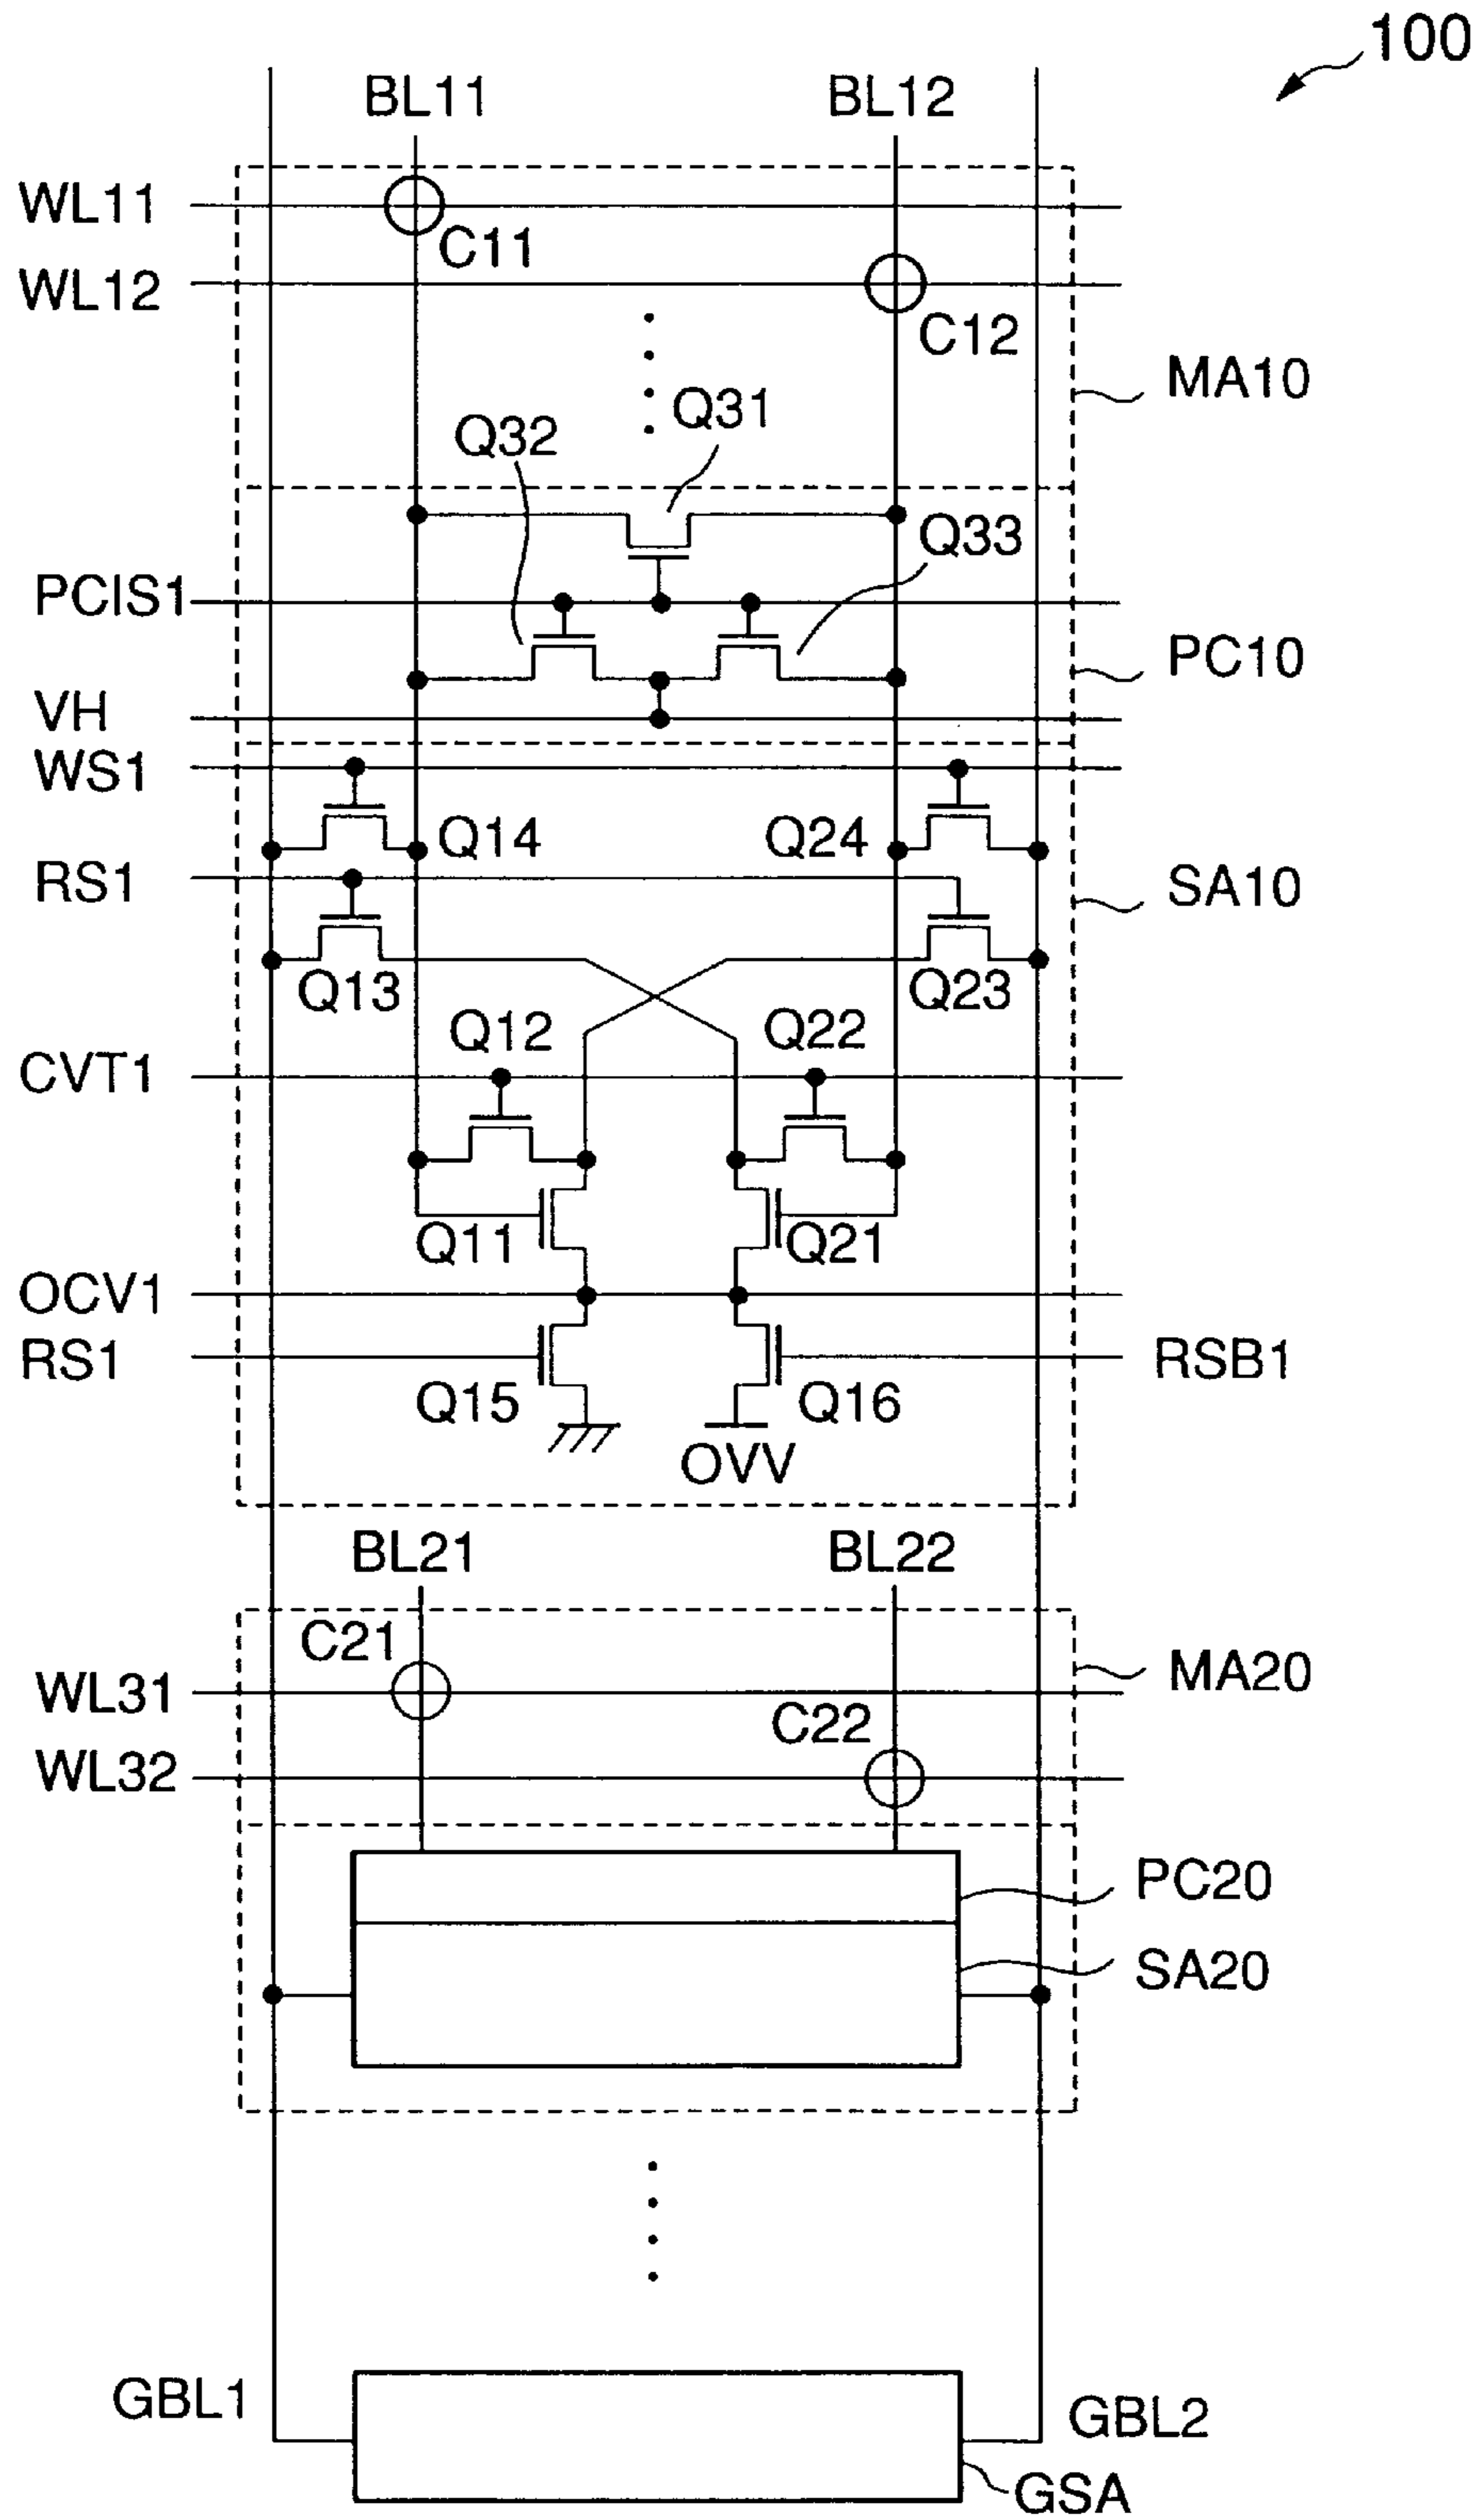 100
BL11 BL12
WL11
C11
WL12
C12
MA10
Q31
Q32
Q33
PCIS1
PC10
VH
WS1
Q14 Q24
RS1
SA10
Q13 Q23
Q12 Q22
CVT1
Q11 Q21
OCV1
RS1 RSB1
Q15 Q16
OVV
BL21 BL22
C21
MA20
WL31
C22
WL32
PC20
SA20
GBL1 GBL2
GSA